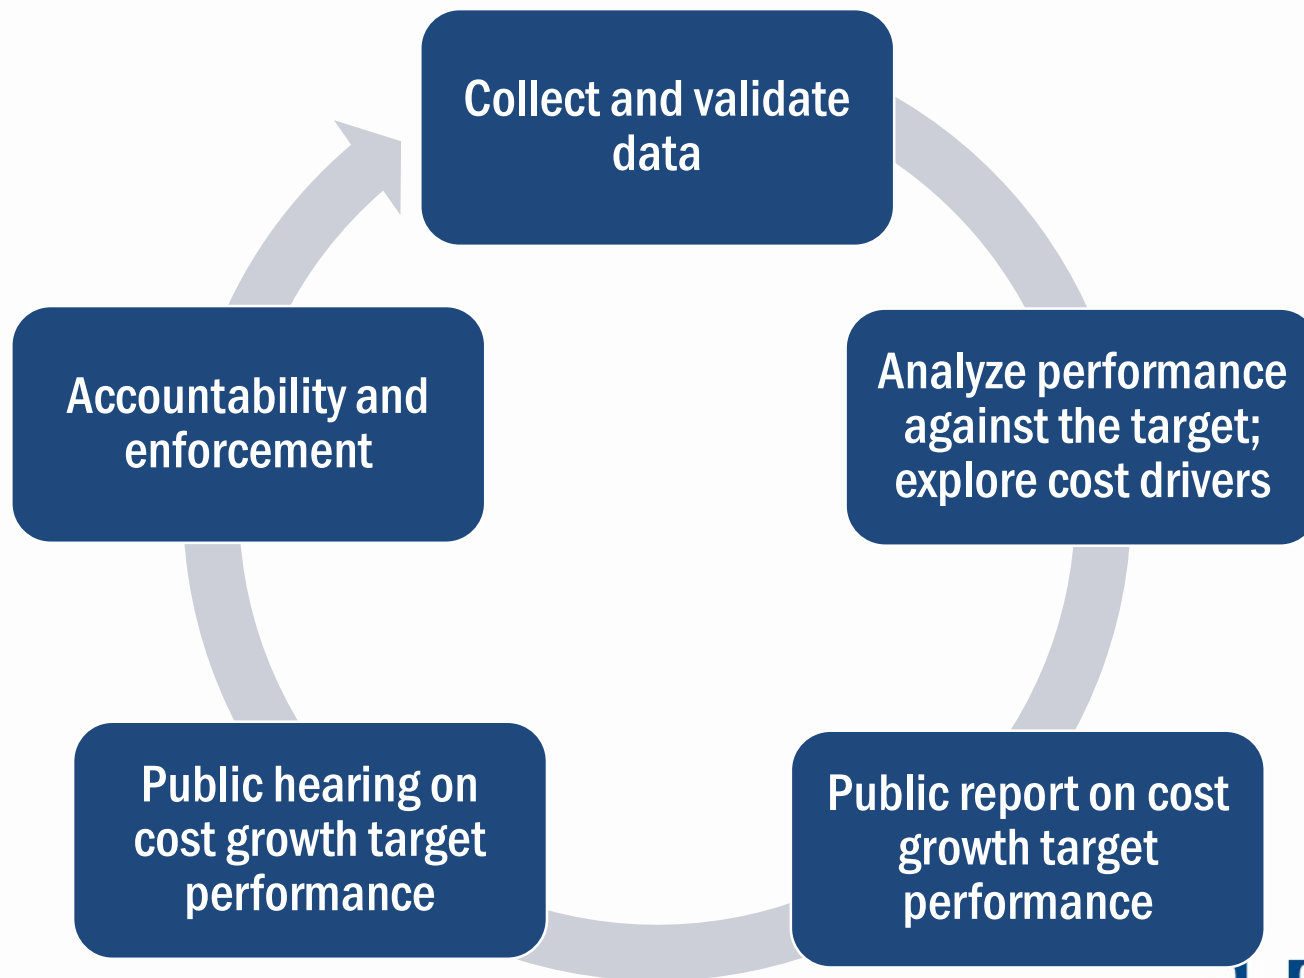 Collect and validate
data
Analyze performance
against the target;
explore cost drivers
Public report on cost
growth target
performance
Public hearing on
cost growth target
performance
Accountability and
enforcement